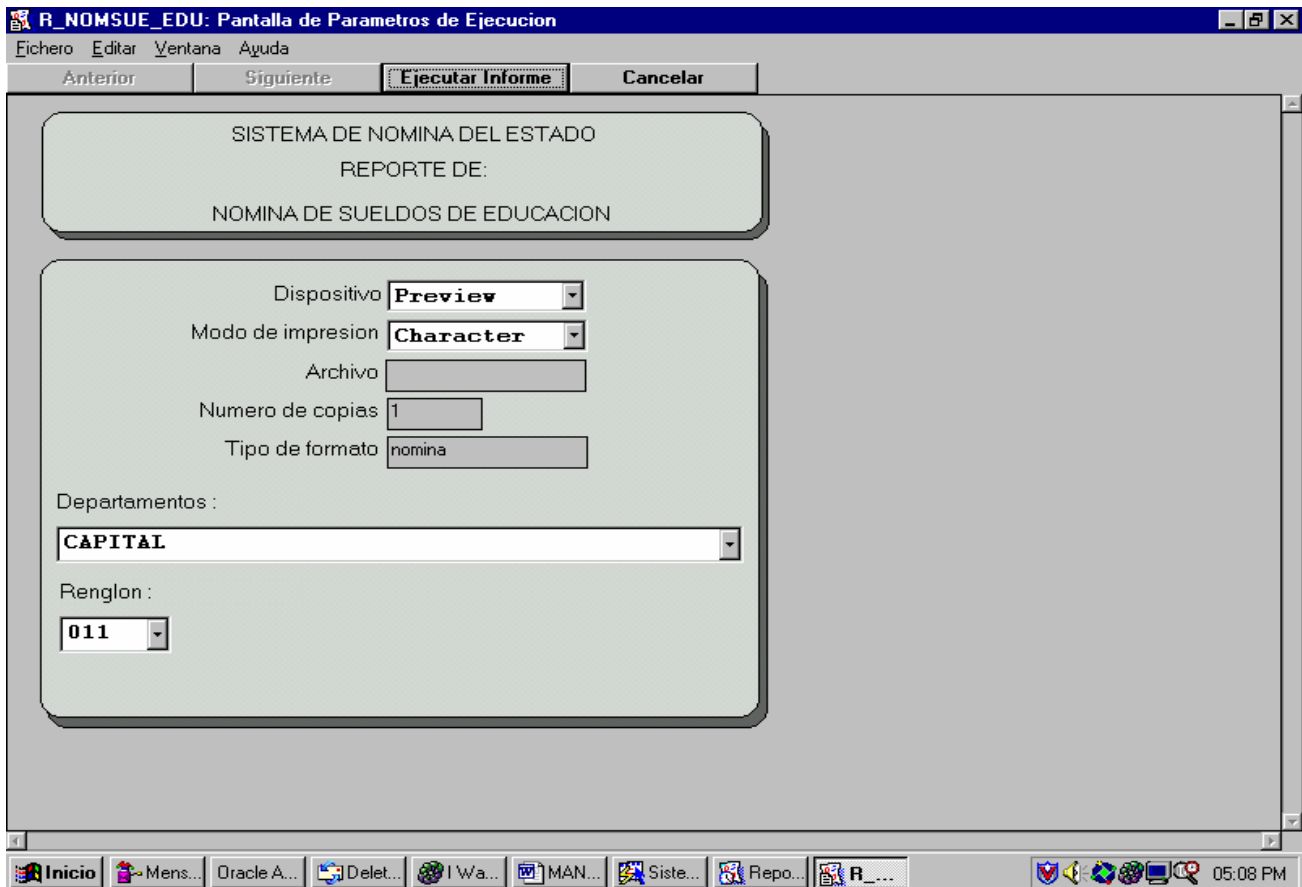 R_NOMSUE_EDU: Pantalla de Parametros de Ejecucion
Fichero Editar Ventana Ayuda
Anterior Siguiente Ejecutar Informe Cancelar
SISTEMA DE NOMINA DEL ESTADO
REPORTE DE:
NOMINA DE SUELDOS DE EDUCACION
Dispositivo Preview
Modo de impresion Character
Archivo
Numero de copias 1
Tipo de formato nomina
Departamentos :
CAPITAL
Renglon :
011
Inicio Mens... Oracle A... Delet... I Wa... MAN... Siste... Repo... R_... 05:08 PM